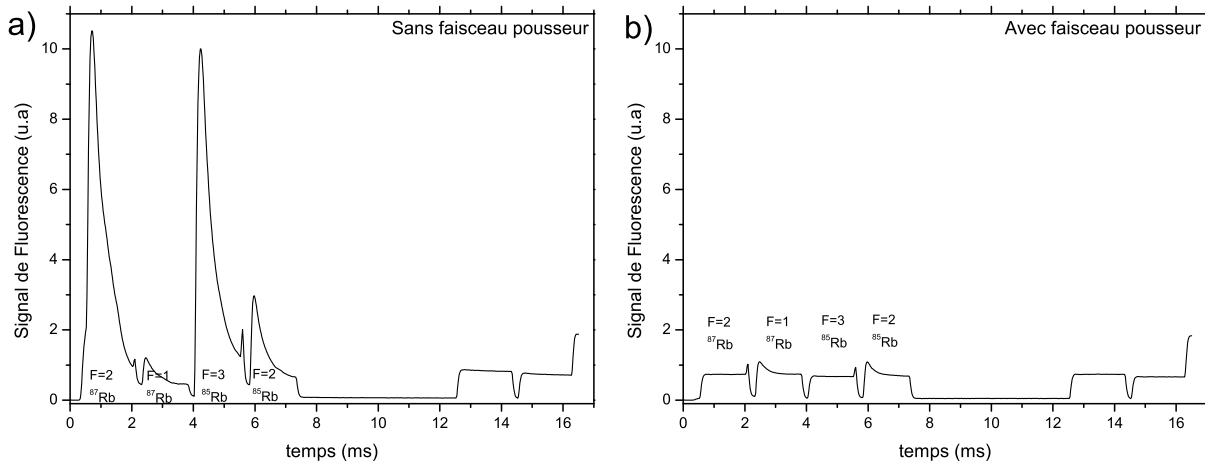 a)
Sans faisceau pousseur
Signal de Fluorescence (u.a)
10
8
6
4
2
0
F=2 F=1 F=3 F=2
87Rb 87Rb 85Rb 85Rb
0 2 4 6 8 10 12 14 16
temps (ms)
b)
Avec faisceau pousseur
Signal de Fluorescence (u.a)
10
8
6
4
2
0
F=2 F=1 F=3 F=2
87Rb 87Rb 85Rb 85Rb
0 2 4 6 8 10 12 14 16
temps (ms)